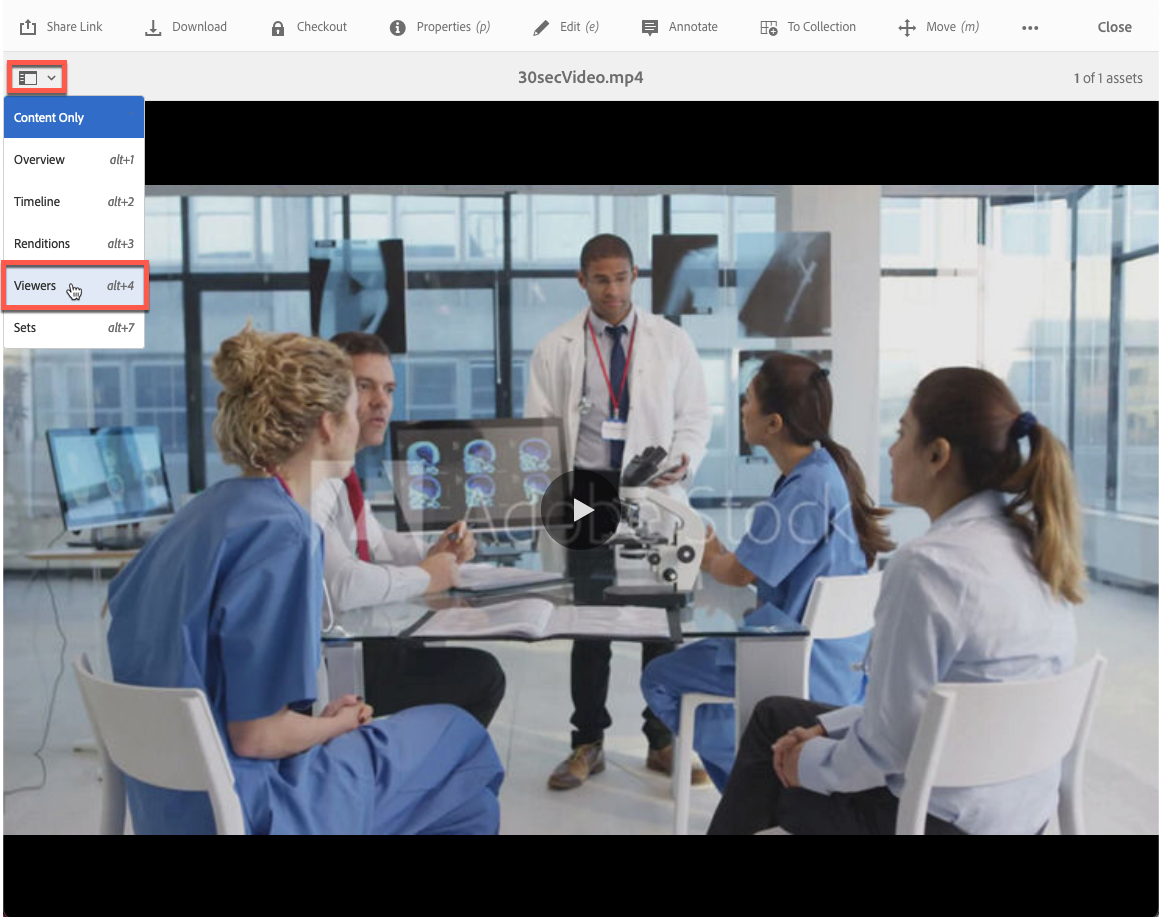 Share Link Download Checkout Properties (p) Edit (e) Annotate To Collection Move (m) Close
30secVideo.mp4 1 of 1 assets
Content Only
Overview alt+1
Timeline alt+2
Renditions alt+3
Viewers alt+4
Sets alt+7
Adobe Stock